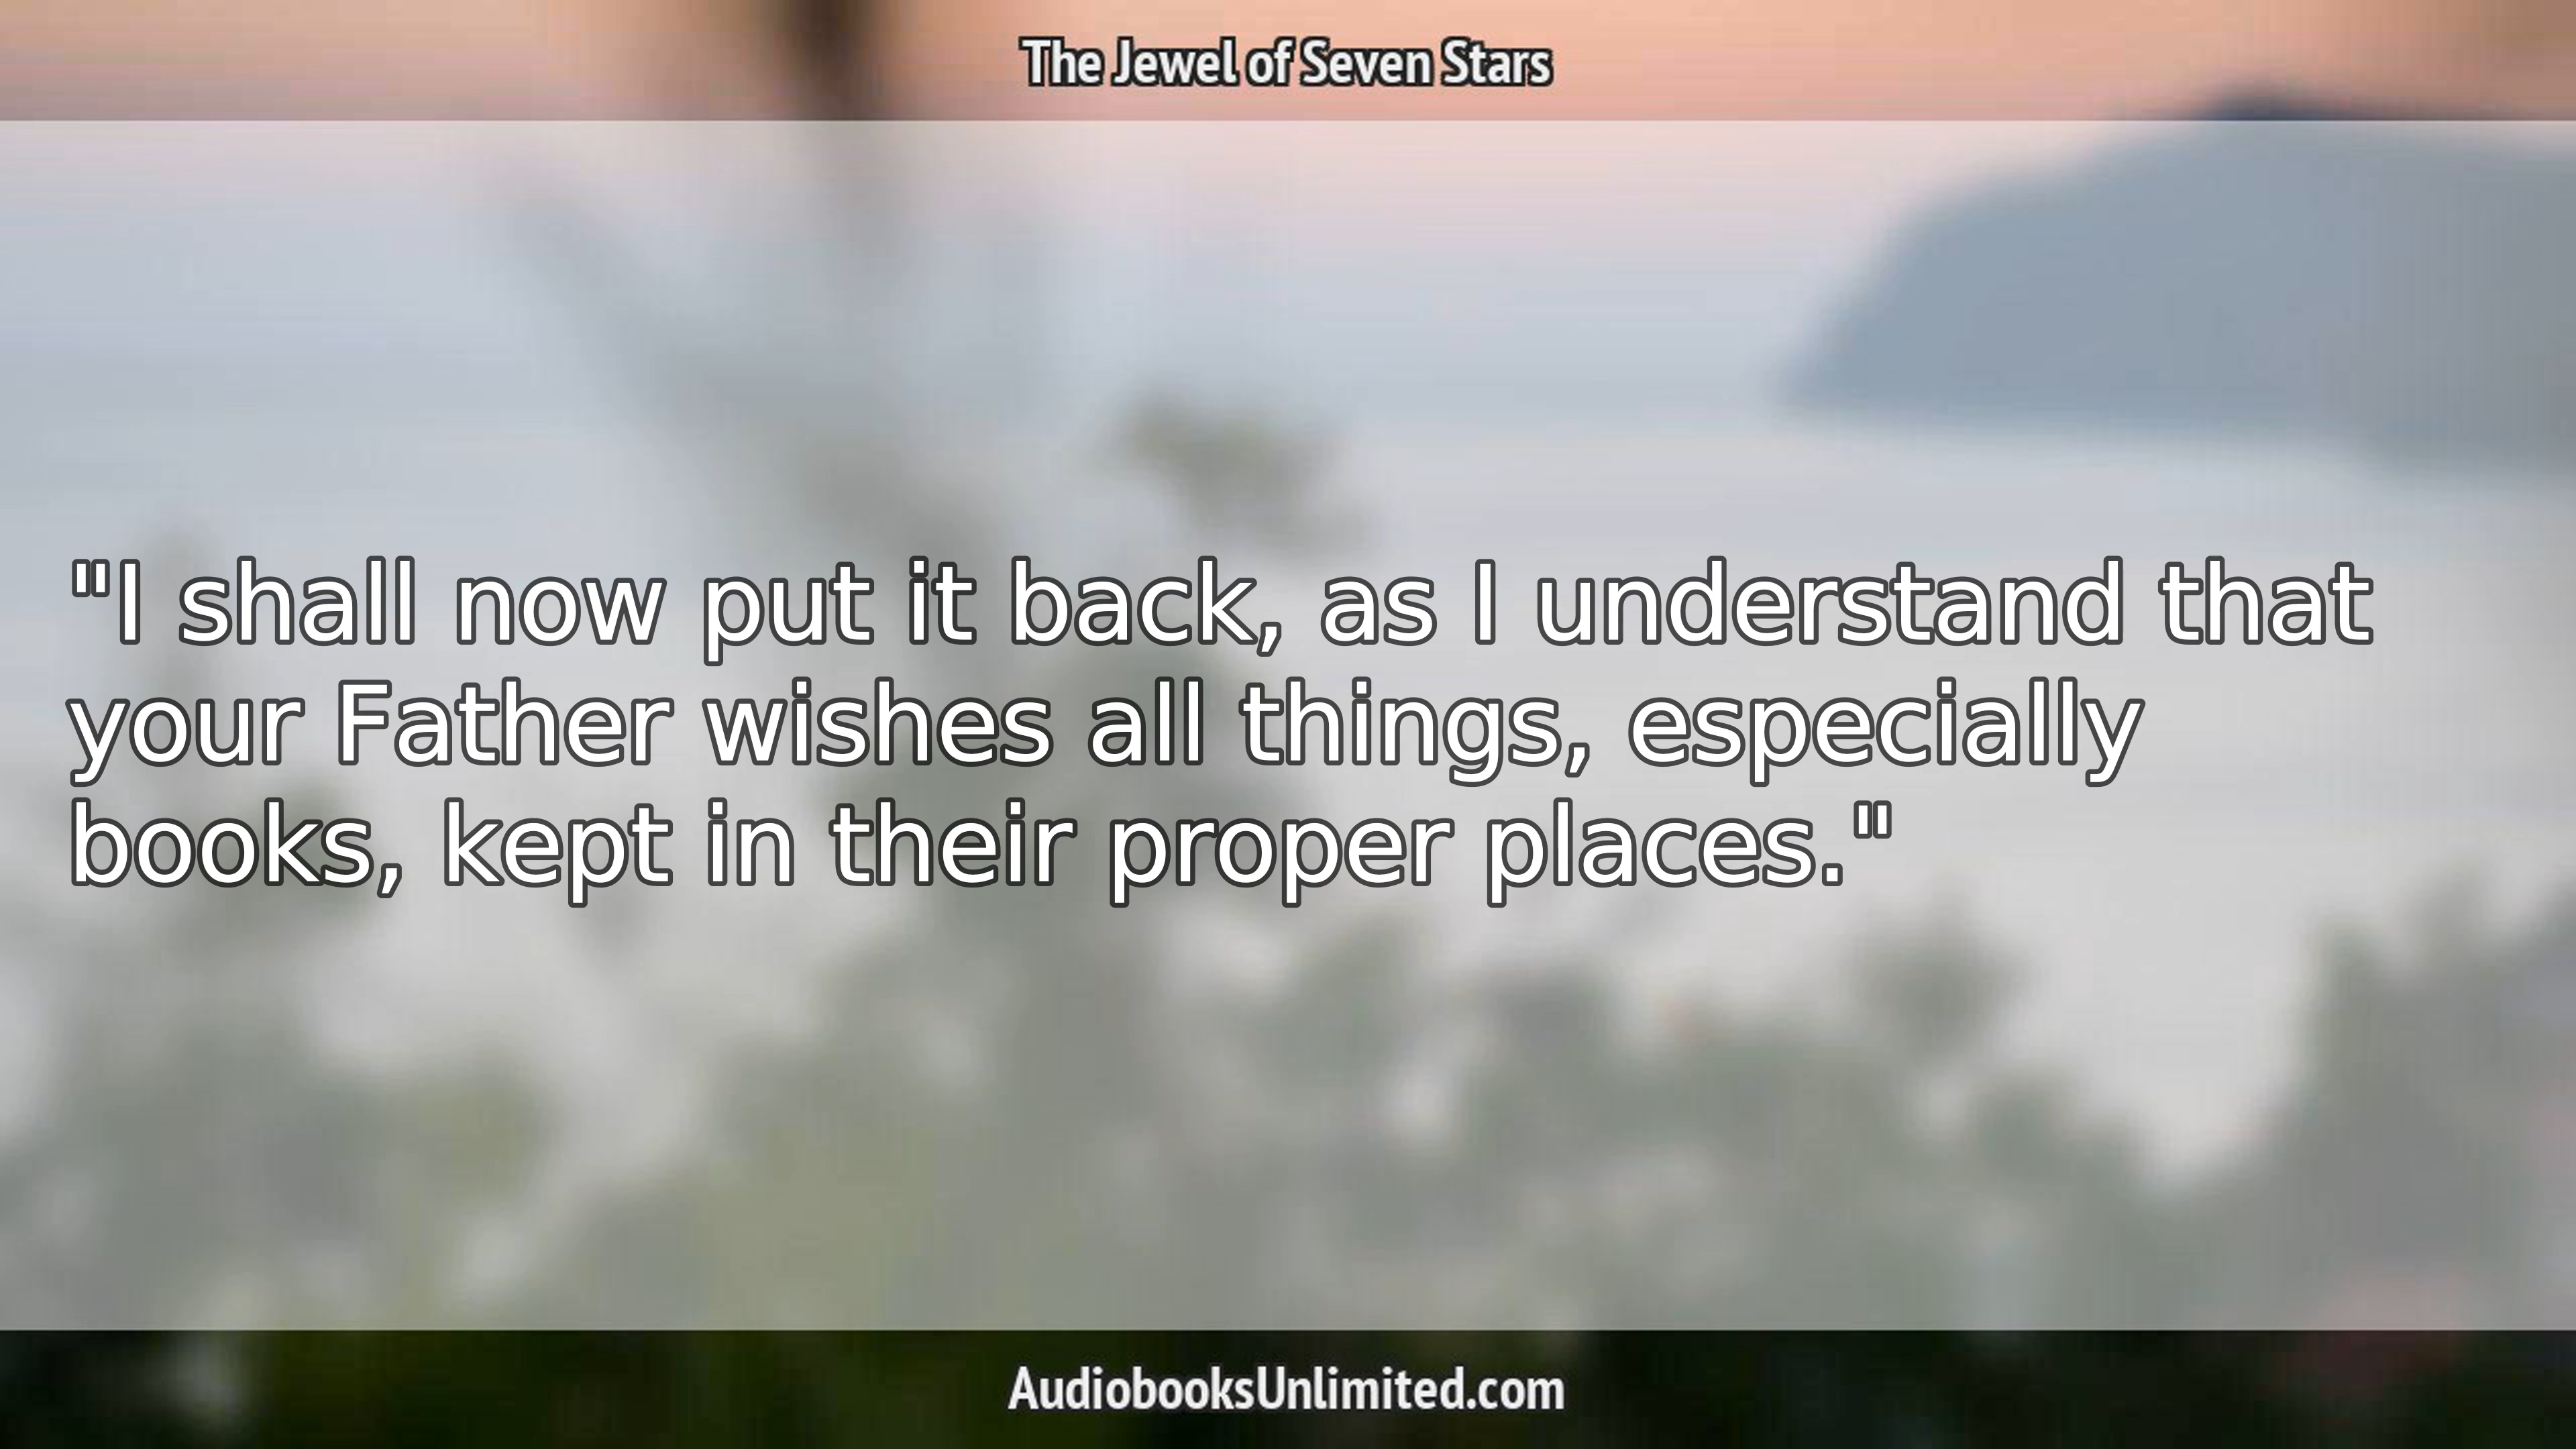 The Jewel of Seven Stars
"I shall now put it back, as I understand that
your Father wishes all things, especially
books, kept in their proper places."
AudiobooksUnlimited.com